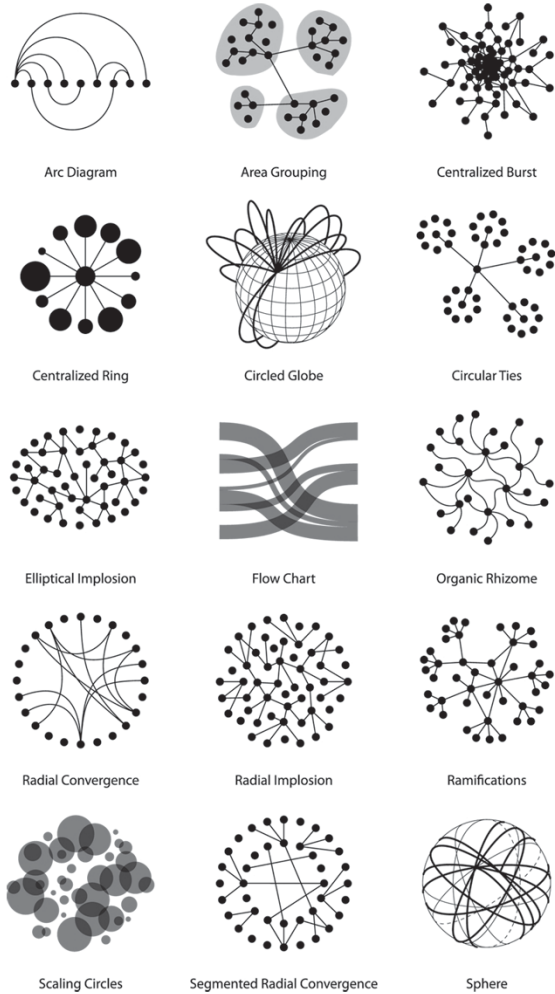 Arc Diagram
Area Grouping
Centralized Burst
Centralized Ring
Circled Globe
Circular Ties
Elliptical Implosion
Flow Chart
Organic Rhizome
Radial Convergence
Radial Implosion
Ramifications
Scaling Circles
Segmented Radial Convergence
Sphere